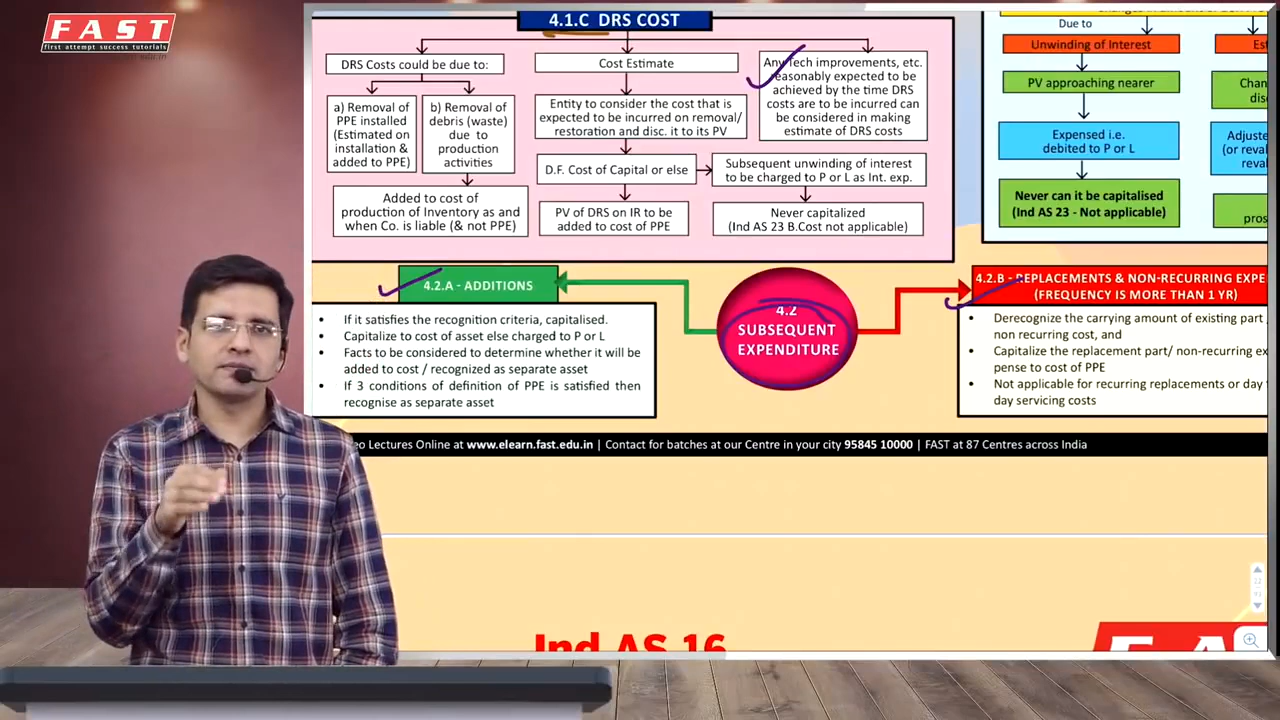 FAST
first attempt success tutorials
4.1.C DRS COST
DRS Costs could be due to:
a) Removal of
PPE installed
(Estimated on
installation &
added to PPE)
b) Removal of
debris (waste)
due to
production
activities
Added to cost of
production of Inventory as and
when Co. is liable (& not PPE)
Cost Estimate
Entity to consider the cost that is
expected to be incurred on removal/
restoration and disc. it to its PV
D.F. Cost of Capital or else
PV of DRS on IR to be
added to cost of PPE
Any Tech improvements, etc.
reasonably expected to be
achieved by the time DRS
costs are to be incurred can
be considered in making
estimate of DRS costs
Subsequent unwinding of interest
to be charged to P or L as Int. exp.
Never capitalized
(Ind AS 23 B.Cost not applicable)
Due to
Unwinding of Interest
PV approaching nearer
Expensed i.e.
debited to P or L
Never can it be capitalised
(Ind AS 23 - Not applicable)
Est
Chan
disc
Adjuste
(or reval
reval
pros
4.2.A - ADDITIONS
If it satisfies the recognition criteria, capitalised.
Capitalize to cost of asset else charged to P or L
Facts to be considered to determine whether it will be
added to cost / recognized as separate asset
If 3 conditions of definition of PPE is satisfied then
recognise as separate asset
4.2
SUBSEQUENT
EXPENDITURE
4.2.B - REPLACEMENTS & NON-RECURRING EXPE
(FREQUENCY IS MORE THAN 1 YR)
Derecognize the carrying amount of existing part
non recurring cost, and
Capitalize the replacement part/ non-recurring ex
pense to cost of PPE
Not applicable for recurring replacements or day
day servicing costs
eo Lectures Online at www.elearn.fast.edu.in | Contact for batches at our Centre in your city 95845 10000 | FAST at 87 Centres across India
Ind AS 16